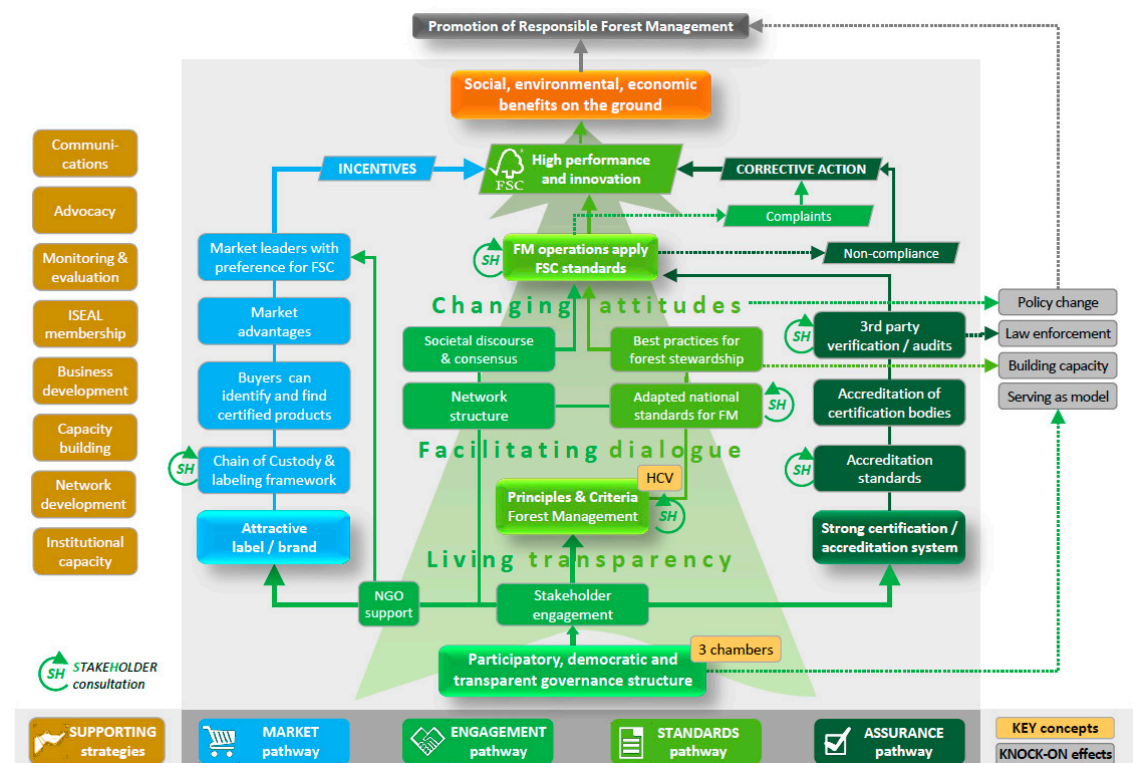 Promotion of Responsible Forest Management
Social, environmental, economic
benefits on the ground
INCENTIVES
FSC
High performance
and innovation
CORRECTIVE ACTION
Complaints
Non-compliance
Communi-
cations
Advocacy
Monitoring &
evaluation
ISEAL
membership
Business
development
Capacity
building
Network
development
Institutional
capacity
Market leaders with
preference for FSC
Market
advantages
Buyers can
identify and find
certified products
SH
Chain of Custody &
labeling framework
Attractive
label / brand
SH
FM operations apply
FSC standards
Changing attitudes
Societal discourse
& consensus
Best practices for
forest stewardship
Network
structure
Adapted national
standards for FM
SH
Facilitating dialogue
HCV
Principles & Criteria
Forest Management
SH
Living transparency
NGO
support
Stakeholder
engagement
3 chambers
Participatory, democratic and
transparent governance structure
SH
3rd party
verification / audits
Accreditation of
certification bodies
SH
Accreditation
standards
Strong certification /
accreditation system
Policy change
Law enforcement
Building capacity
Serving as model
SH
STAKEHOLDER
consultation
SUPPORTING
strategies
MARKET
pathway
ENGAGEMENT
pathway
STANDARDS
pathway
ASSURANCE
pathway
KEY concepts
KNOCK-ON effects